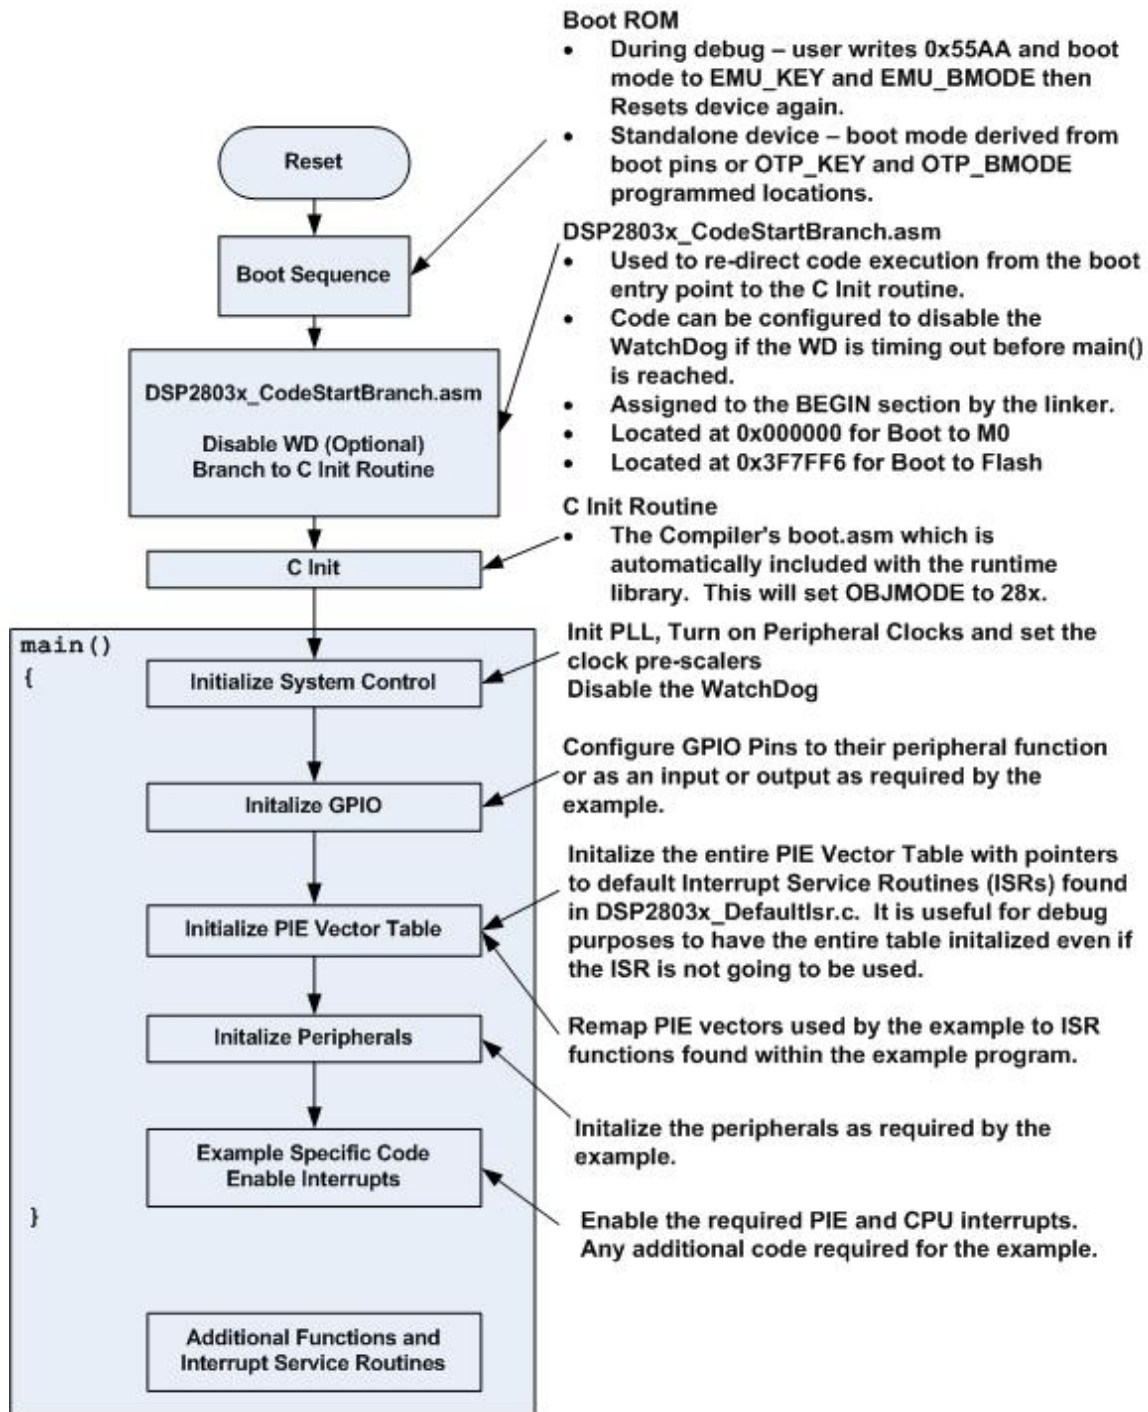 Boot ROM
• During debug – user writes 0x55AA and boot
mode to EMU_KEY and EMU_BMODE then
Resets device again.
• Standalone device – boot mode derived from
boot pins or OTP_KEY and OTP_BMODE
programmed locations.
Reset
Boot Sequence
DSP2803x_CodeStartBranch.asm
• Used to re-direct code execution from the boot
entry point to the C Init routine.
• Code can be configured to disable the
WatchDog if the WD is timing out before main()
is reached.
• Assigned to the BEGIN section by the linker.
• Located at 0x000000 for Boot to M0
• Located at 0x3F7FF6 for Boot to Flash
DSP2803x_CodeStartBranch.asm
Disable WD (Optional)
Branch to C Init Routine
C Init Routine
• The Compiler's boot.asm which is
automatically included with the runtime
library. This will set OBJMODE to 28x.
C Init
main()
{
Initialize System Control
Init PLL, Turn on Peripheral Clocks and set the
clock pre-scalers
Disable the WatchDog
Initalize GPIO
Configure GPIO Pins to their peripheral function
or as an input or output as required by the
example.
Initialize PIE Vector Table
Initalize the entire PIE Vector Table with pointers
to default Interrupt Service Routines (ISRs) found
in DSP2803x_DefaultIsr.c. It is useful for debug
purposes to have the entire table initalized even if
the ISR is not going to be used.
Remap PIE vectors used by the example to ISR
functions found within the example program.
Initalize Peripherals
Initalize the peripherals as required by the
example.
Example Specific Code
Enable Interrupts
Enable the required PIE and CPU interrupts.
Any additional code required for the example.
}
Additional Functions and
Interrupt Service Routines